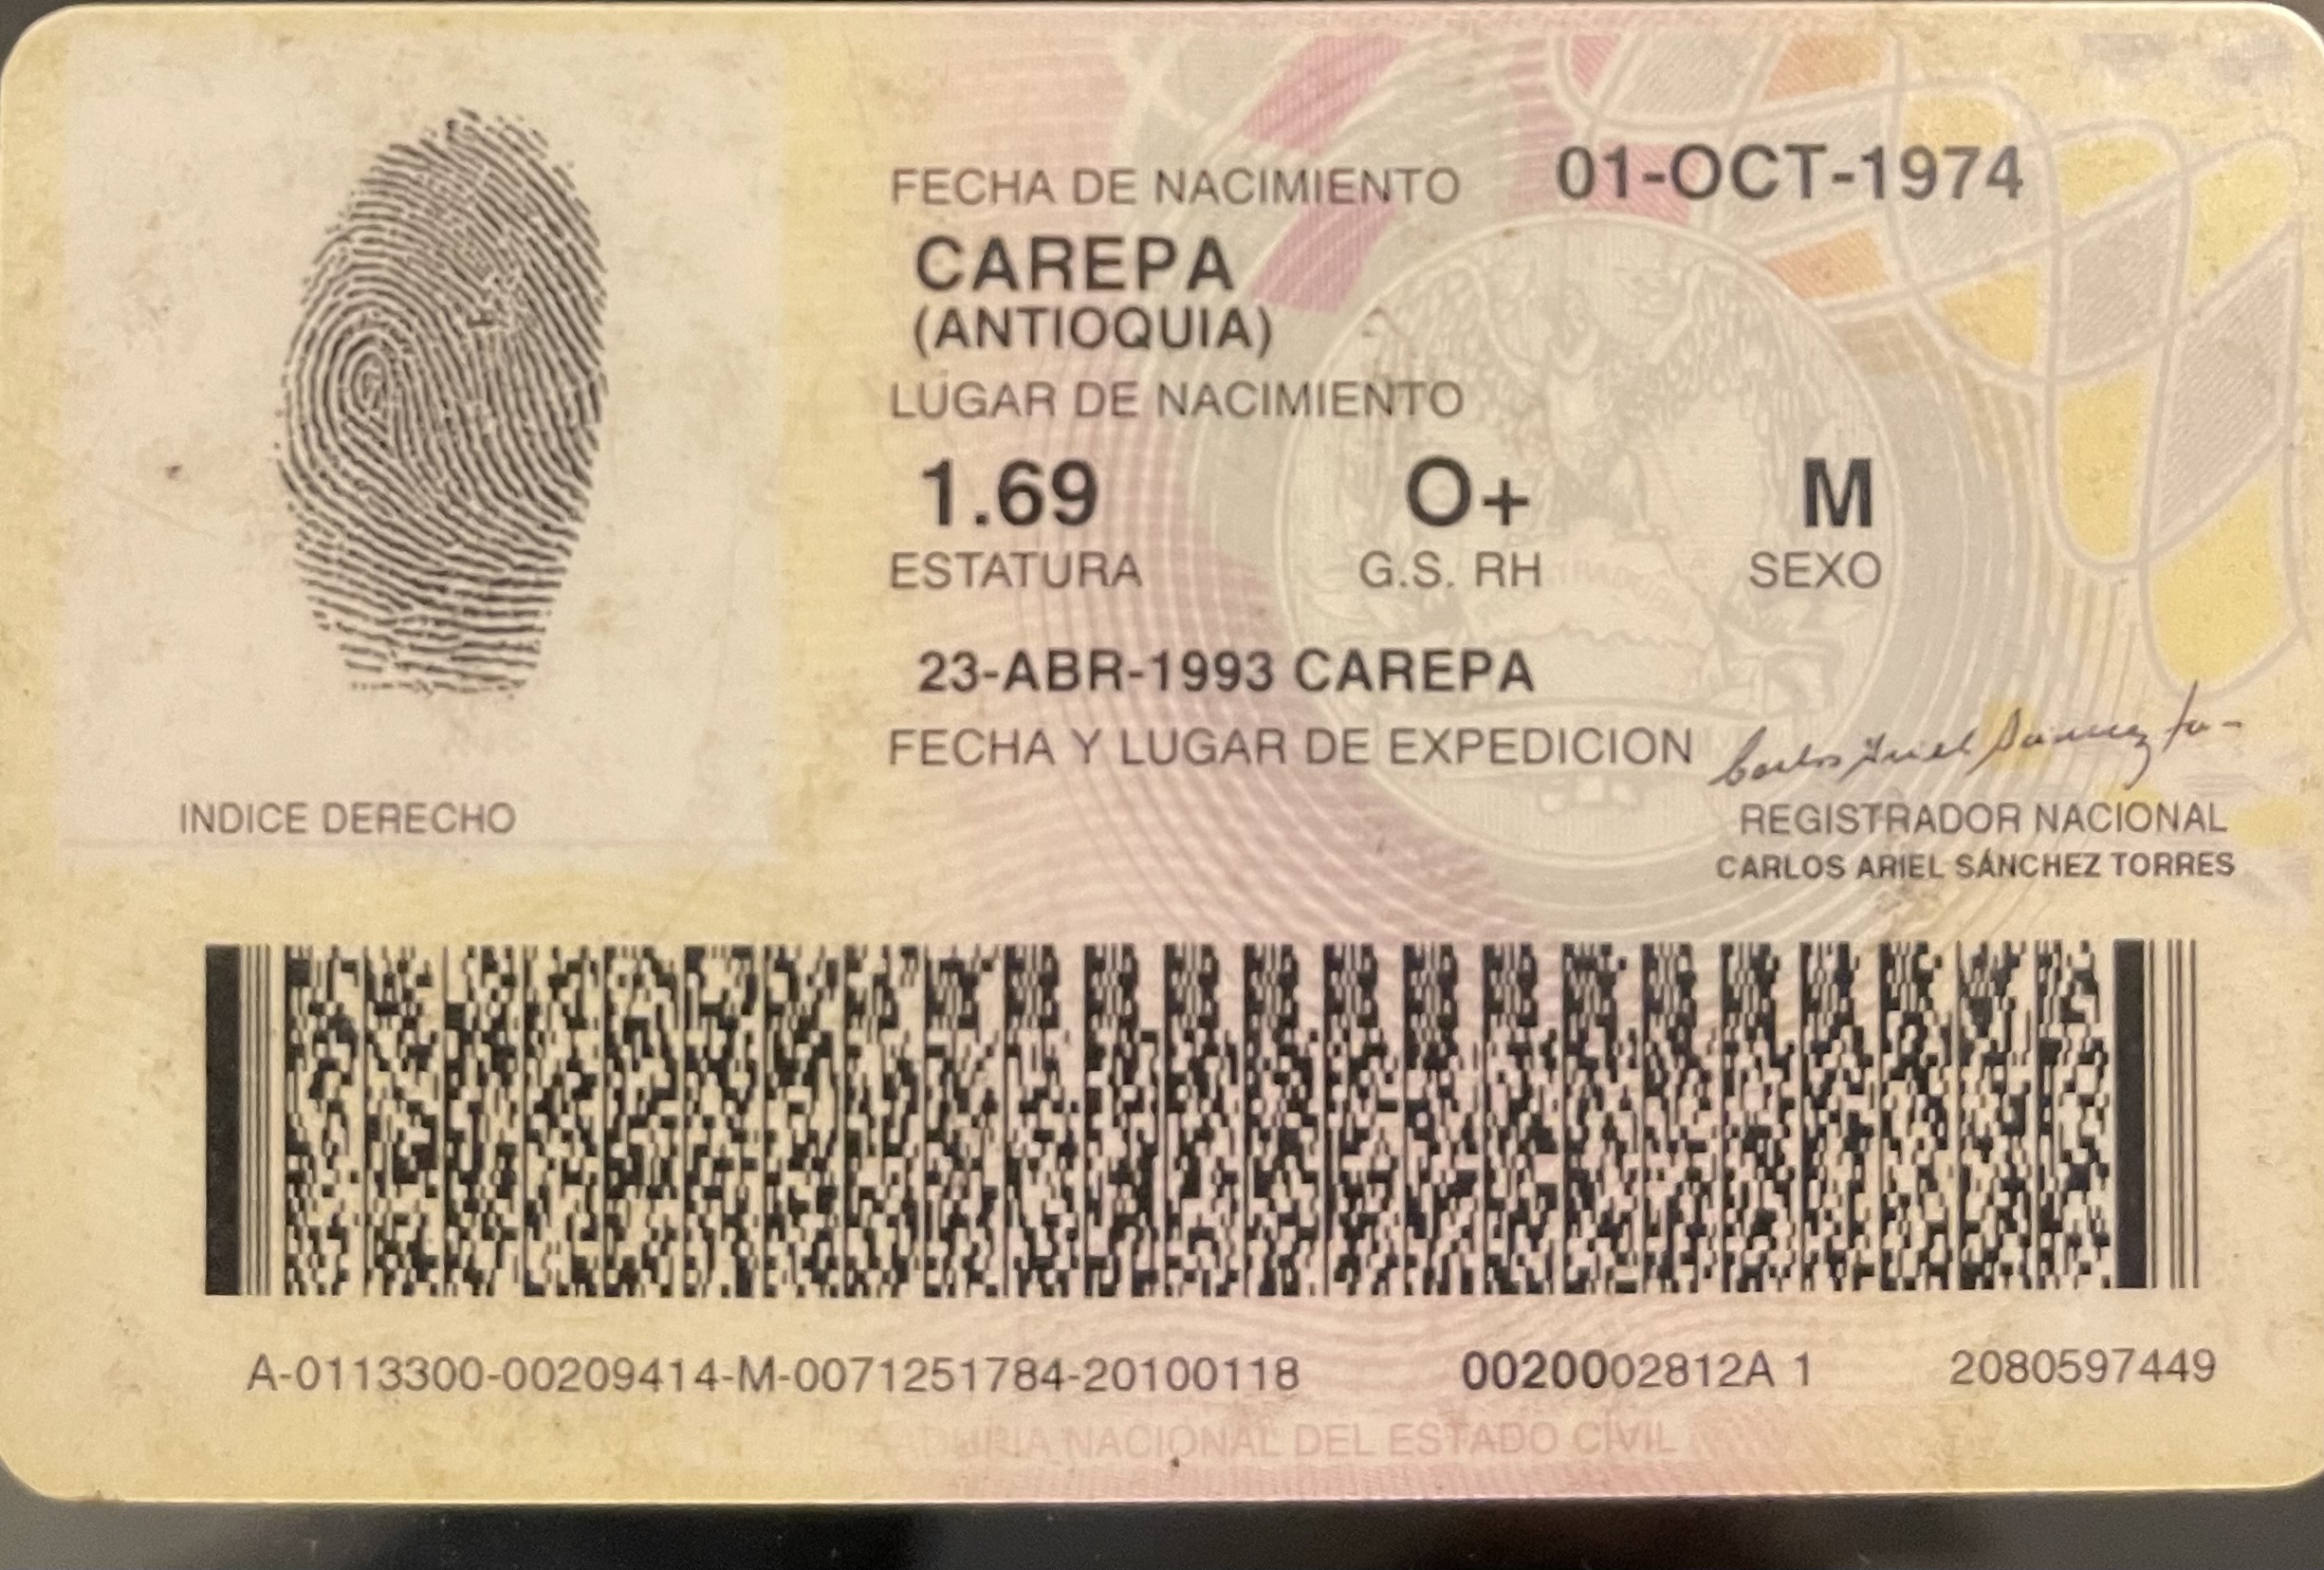 FECHA DE NACIMIENTO 01-OCT-1974
CAREPA
(ANTIOQUIA)
LUGAR DE NACIMIENTO
1.69 O+ M
ESTATURA G.S. RH SEXO
23-ABR-1993 CAREPA
FECHA Y LUGAR DE EXPEDICION
INDICE DERECHO
REGISTRADOR NACIONAL
CARLOS ARIEL SÁNCHEZ TORRES
A-0113300-00209414-M-0071251784-20100118 0020002812A 1 2080597449
NACIONAL DEL ESTADO CIVIL